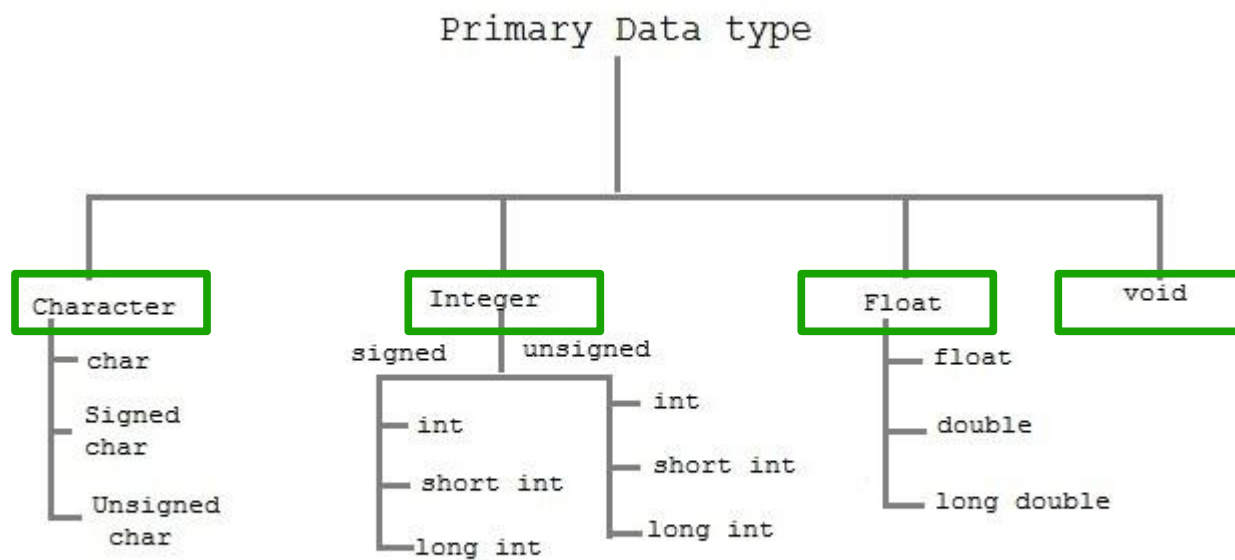 Primary Data type
Character
Integer
Float
void
char
Signed
char
Unsigned
char
signed
unsigned
int
short int
long int
int
short int
long int
float
double
long double